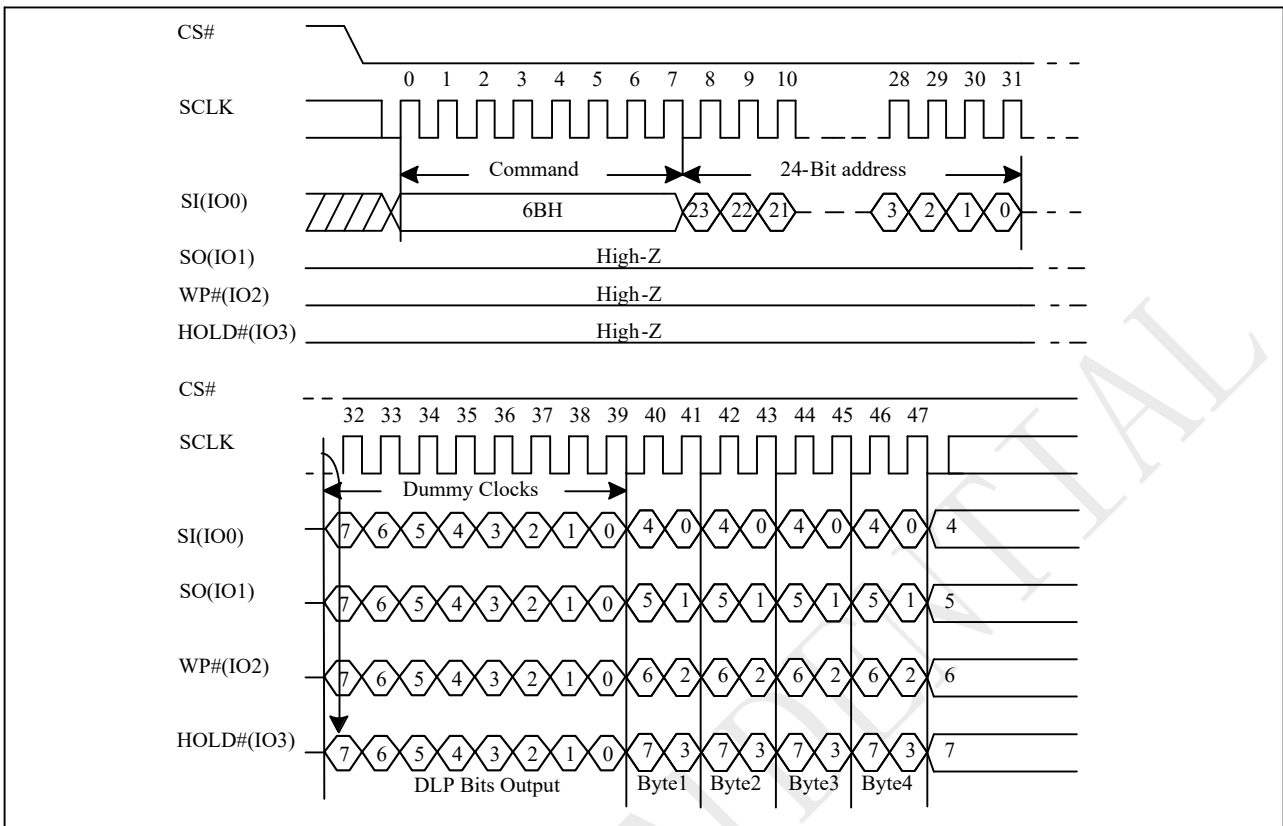 CS#
0 1 2 3 4 5 6 7 8 9 10 28 29 30 31
SCLK
Command 24-Bit address
SI(IO0) 6BH 23 22 21 3 2 1 0
SO(IO1) High-Z
WP#(IO2) High-Z
HOLD#(IO3) High-Z
CS#
32 33 34 35 36 37 38 39 40 41 42 43 44 45 46 47
SCLK
Dummy Clocks
SI(IO0) 7 6 5 4 3 2 1 0 4 0 4 0 4 0 4 0 4
SO(IO1) 7 6 5 4 3 2 1 0 5 1 5 1 5 1 5 1 5
WP#(IO2) 7 6 5 4 3 2 1 0 6 2 6 2 6 2 6 2 6
HOLD#(IO3) 7 6 5 4 3 2 1 0 7 3 7 3 7 3 7 3 7
DLP Bits Output Byte1 Byte2 Byte3 Byte4